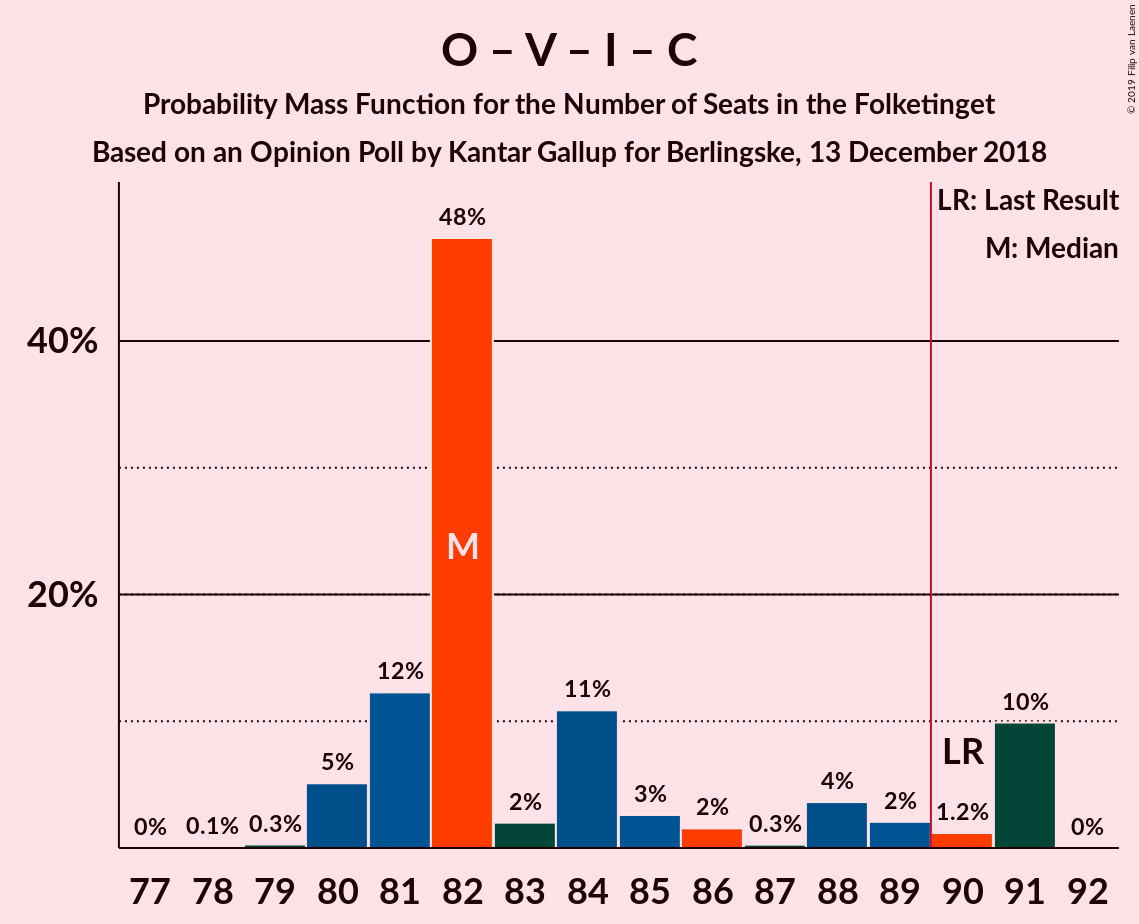 O – V – I – C
Probability Mass Function for the Number of Seats in the Folketinget
Based on an Opinion Poll by Kantar Gallup for Berlingske, 13 December 2018
© 2019 Filip van Laenen
LR: Last Result
M: Median
40%
20%
0%
0.1%
0.3%
5%
12%
48%
2%
11%
3%
2%
0.3%
4%
2%
1.2%
10%
0%
M
LR
77 78 79 80 81 82 83 84 85 86 87 88 89 90 91 92